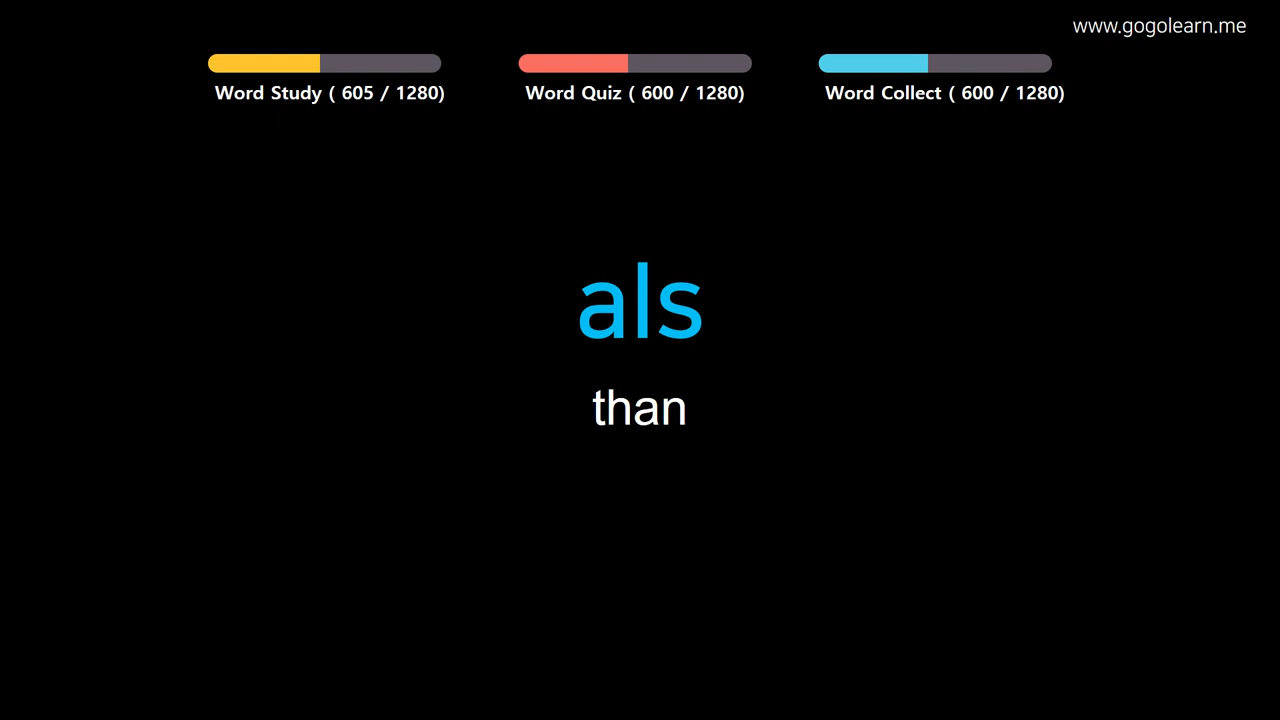 www.gogolearn.me
Word Study ( 605 / 1280)
Word Quiz ( 600 / 1280)
Word Collect ( 600 / 1280)
als
than